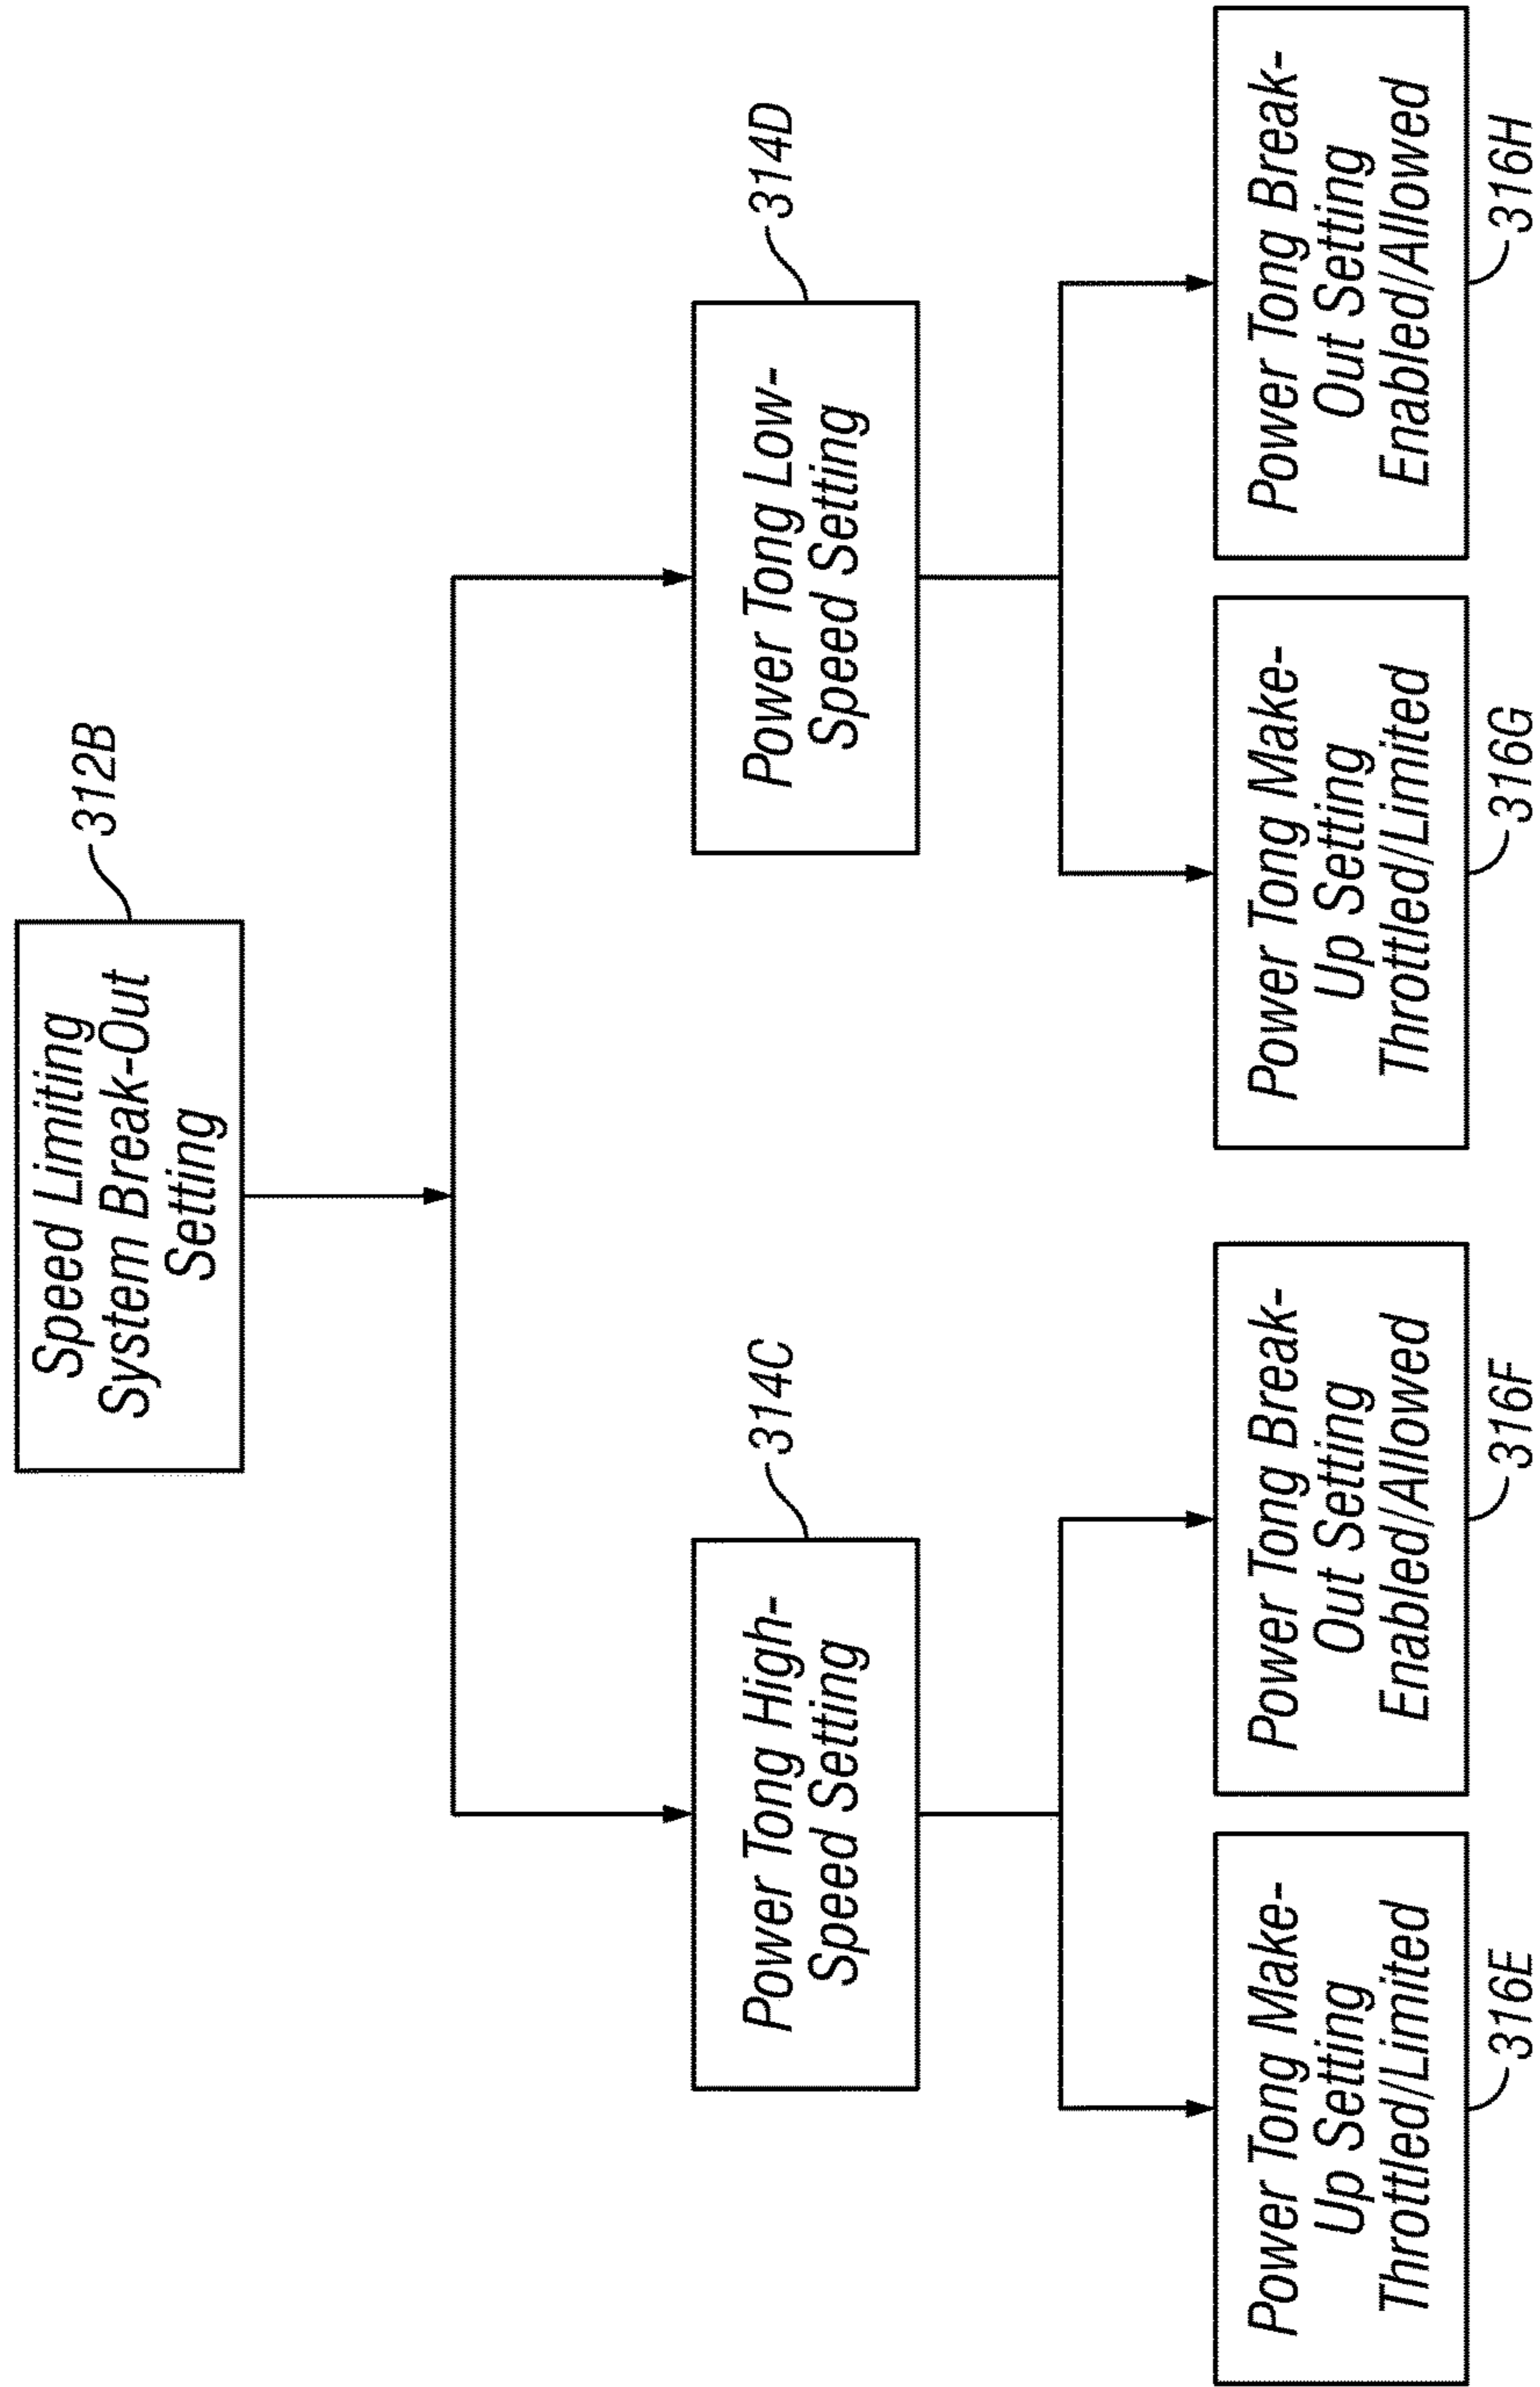 Speed Limiting
System Break-Out
Setting
312B
Power Tong High-
Speed Setting
314C
Power Tong Low-
Speed Setting
314D
Power Tong Make-
Up Setting
Throttled/Limited
316E
Power Tong Break-
Out Setting
Enabled/Allowed
316F
Power Tong Make-
Up Setting
Throttled/Limited
316G
Power Tong Break-
Out Setting
Enabled/Allowed
316H